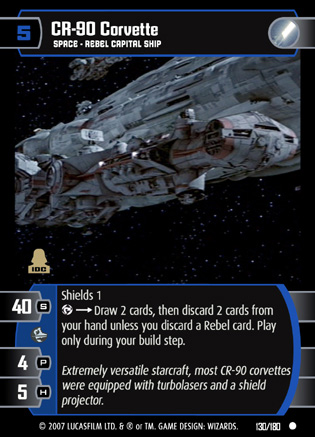 5
CR-90 Corvette
SPACE - REBEL CAPITAL SHIP
IDC
40 S
Shields 1
→ Draw 2 cards, then discard 2 cards from
your hand unless you discard a Rebel card. Play
only during your build step.
4 P
Extremely versatile starcraft, most CR-90 corvettes
5 H
were equipped with turbolasers and a shield
projector.
© 2007 LUCASFILM LTD. & ® or TM. GAME DESIGN: WIZARDS. 130/180